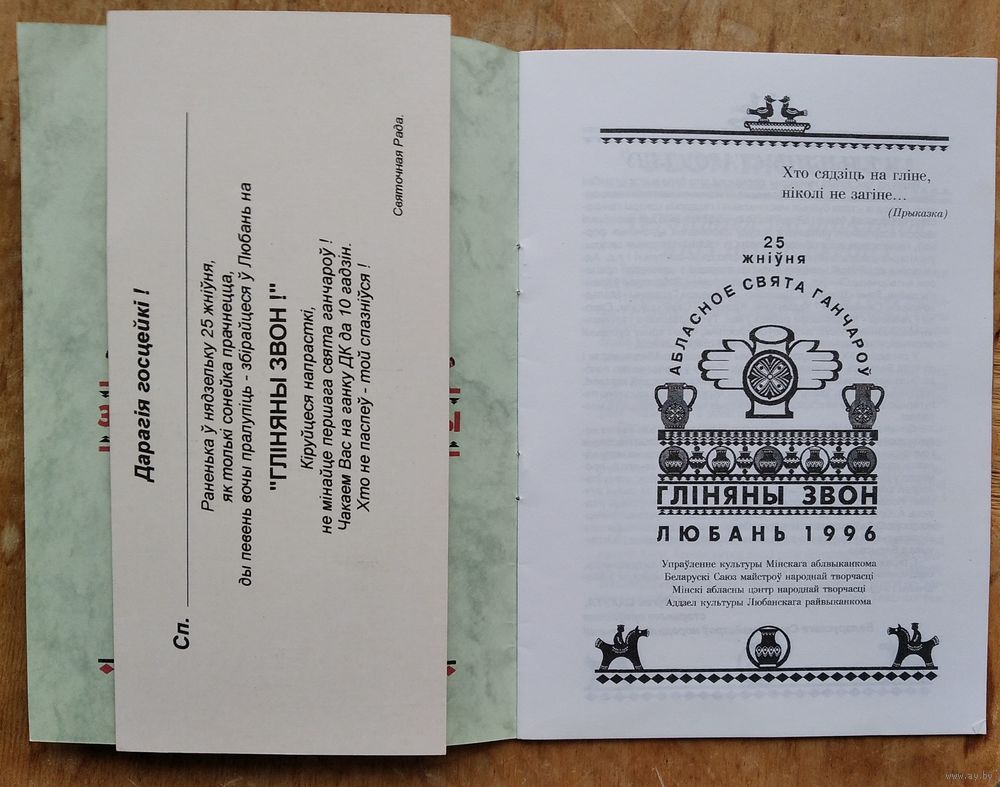 Дарагія госцейкі !
Сп.
Раненька ў нядзельку 25 жніўня,
як толькі сонейка прачнецца,
ды певень вочы пралупіць - збірайцеся ў Любань на
"ГЛІНЯНЫ ЗВОН !"
Кіруйцеся напрасткі,
не мінайце першага свята ганчароў !
Чакаем Вас на ганку ДК да 10 гадзін.
Хто не паспеў - той спазніўся !
Святочная Рада.
Хто сядзіць на гліне,
ніколі не загіне...
(Прыказка)
25
жніўня
АБЛАСНОЕ СВЯТА ГАНЧАРОЎ
ГЛІНЯНЫ ЗВОН
ЛЮБАНЬ 1996
Упраўленне культуры Мінскага аблвыканкома
Беларускі Саюз майстроў народнай творчасці
Мінскі абласны цэнтр народнай творчасці
Аддзел культуры Любанскага райвыканкома
www.ay.by